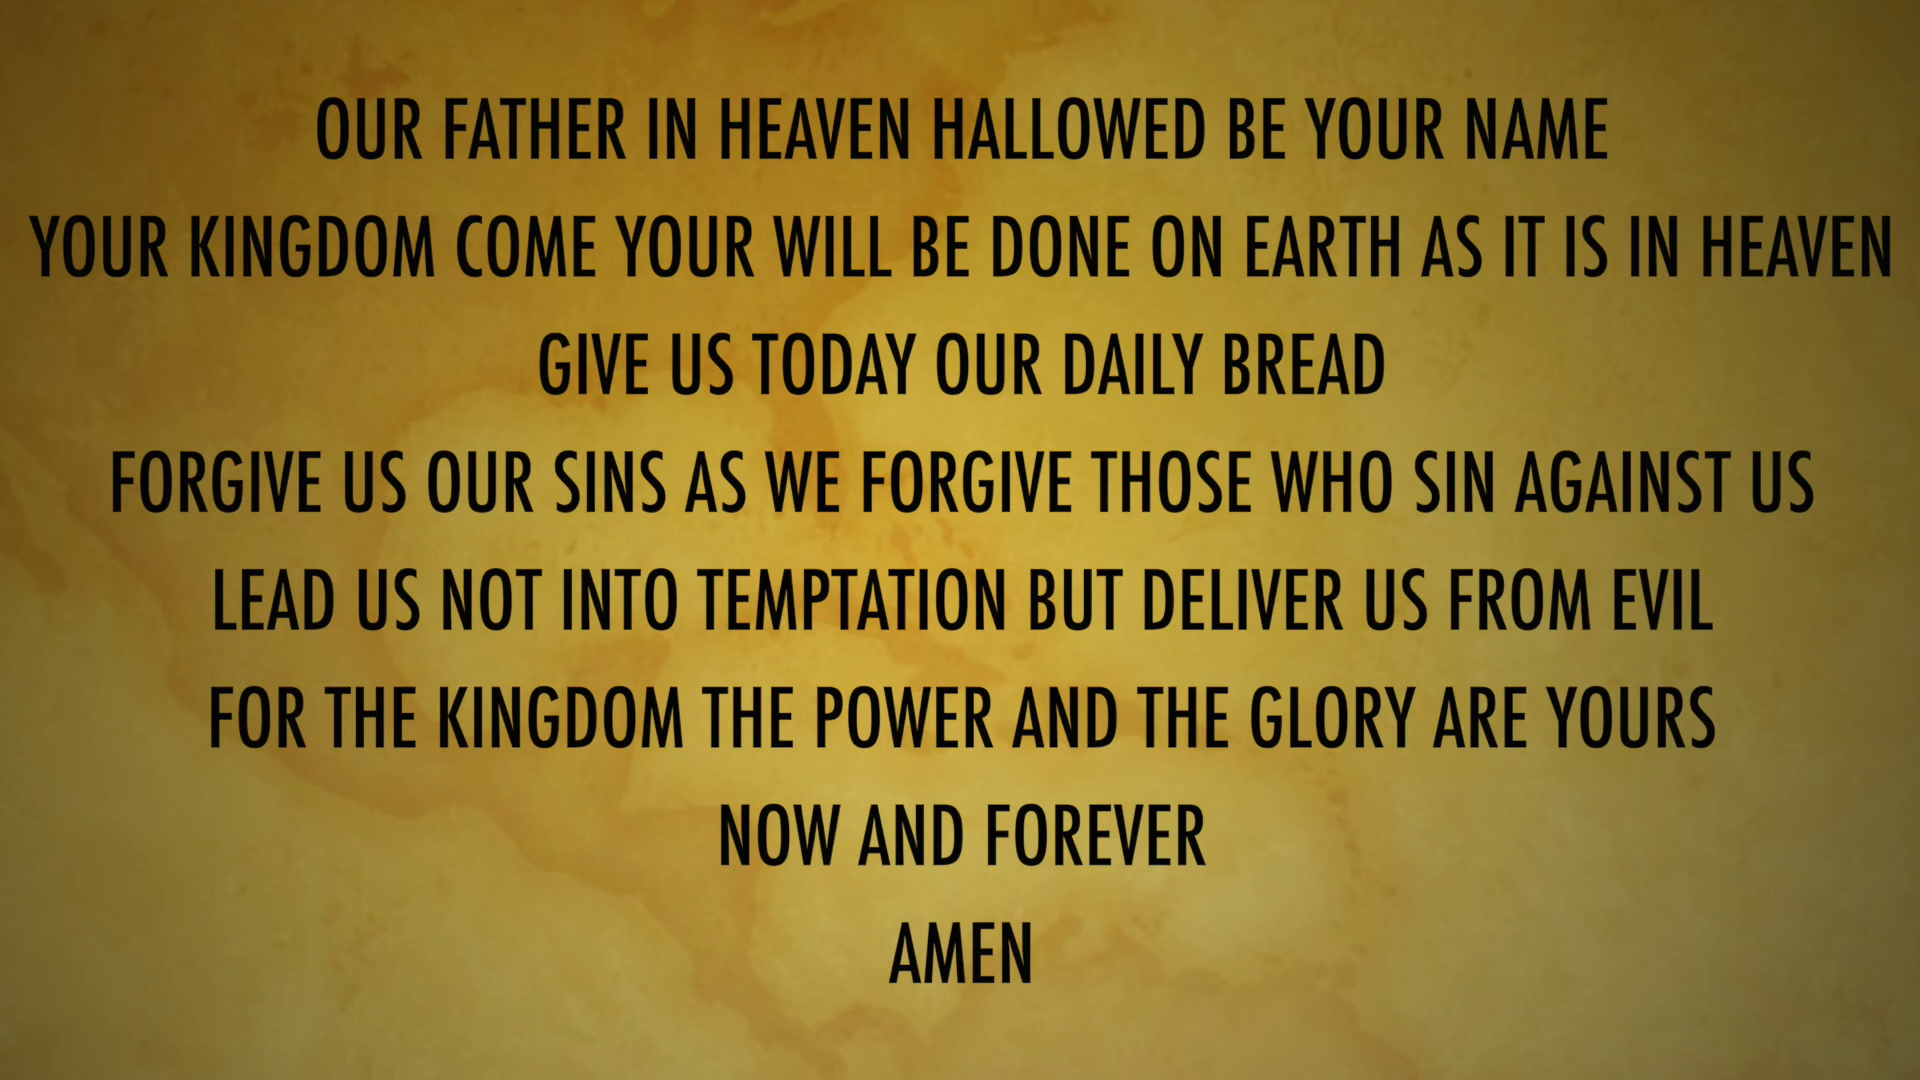 OUR FATHER IN HEAVEN HALLOWED BE YOUR NAME
YOUR KINGDOM COME YOUR WILL BE DONE ON EARTH AS IT IS IN HEAVEN
GIVE US TODAY OUR DAILY BREAD
FORGIVE US OUR SINS AS WE FORGIVE THOSE WHO SIN AGAINST US
LEAD US NOT INTO TEMPTATION BUT DELIVER US FROM EVIL
FOR THE KINGDOM THE POWER AND THE GLORY ARE YOURS
NOW AND FOREVER
AMEN